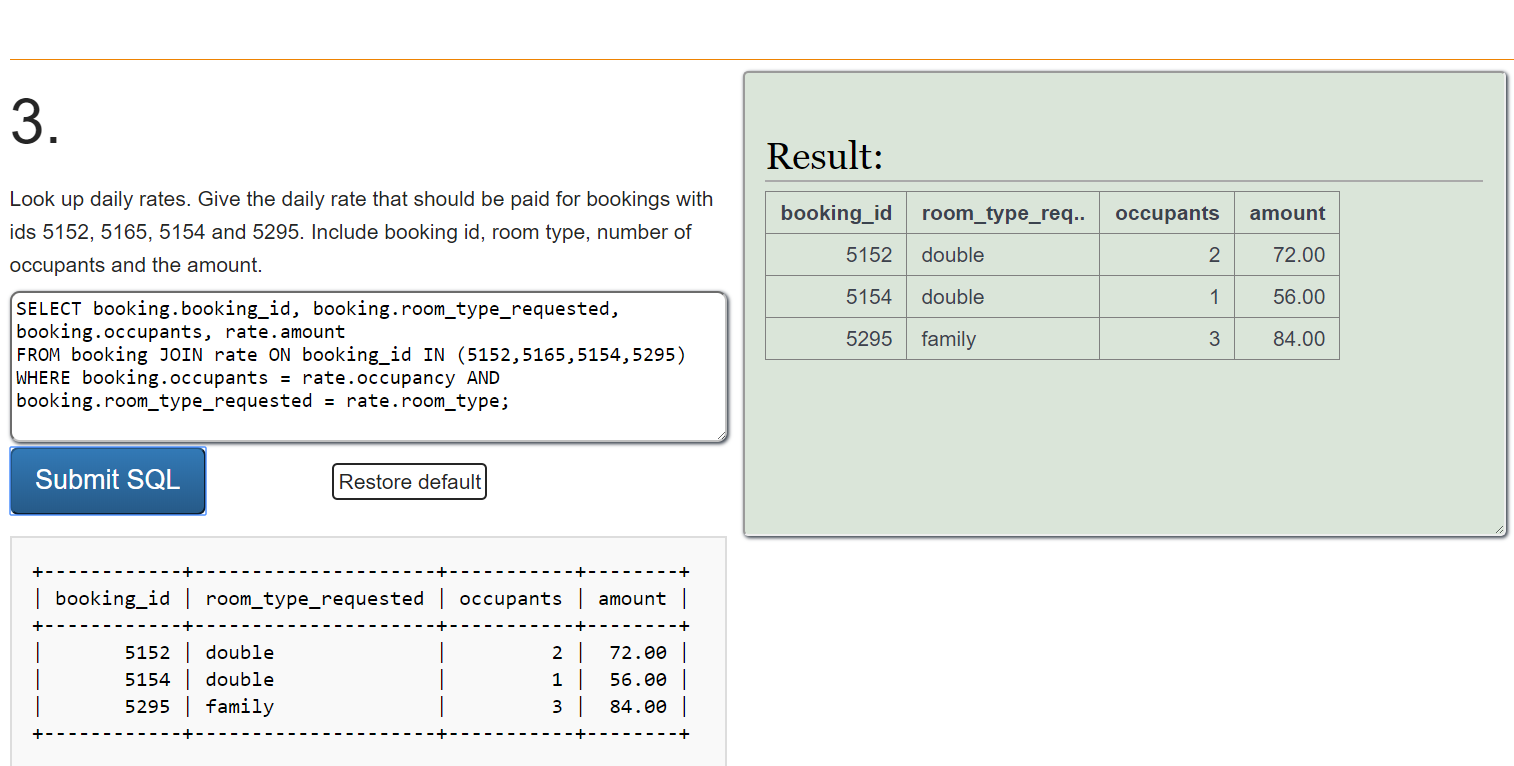 3.
Look up daily rates. Give the daily rate that should be paid for bookings with
ids 5152, 5165, 5154 and 5295. Include booking id, room type, number of
occupants and the amount.
SELECT booking.booking_id, booking.room_type_requested,
booking.occupants, rate.amount
FROM booking JOIN rate ON booking_id IN (5152,5165,5154,5295)
WHERE booking.occupants = rate.occupancy AND
booking.room_type_requested = rate.room_type;
Submit SQL
Restore default
+------------+---------------------+-----------+--------+
| booking_id | room_type_requested | occupants | amount |
+------------+---------------------+-----------+--------+
|       5152 | double              |         2 |  72.00 |
|       5154 | double              |         1 |  56.00 |
|       5295 | family              |         3 |  84.00 |
+------------+---------------------+-----------+--------+
Result:
booking_id room_type_req.. occupants amount
5152 double 2 72.00
5154 double 1 56.00
5295 family 3 84.00